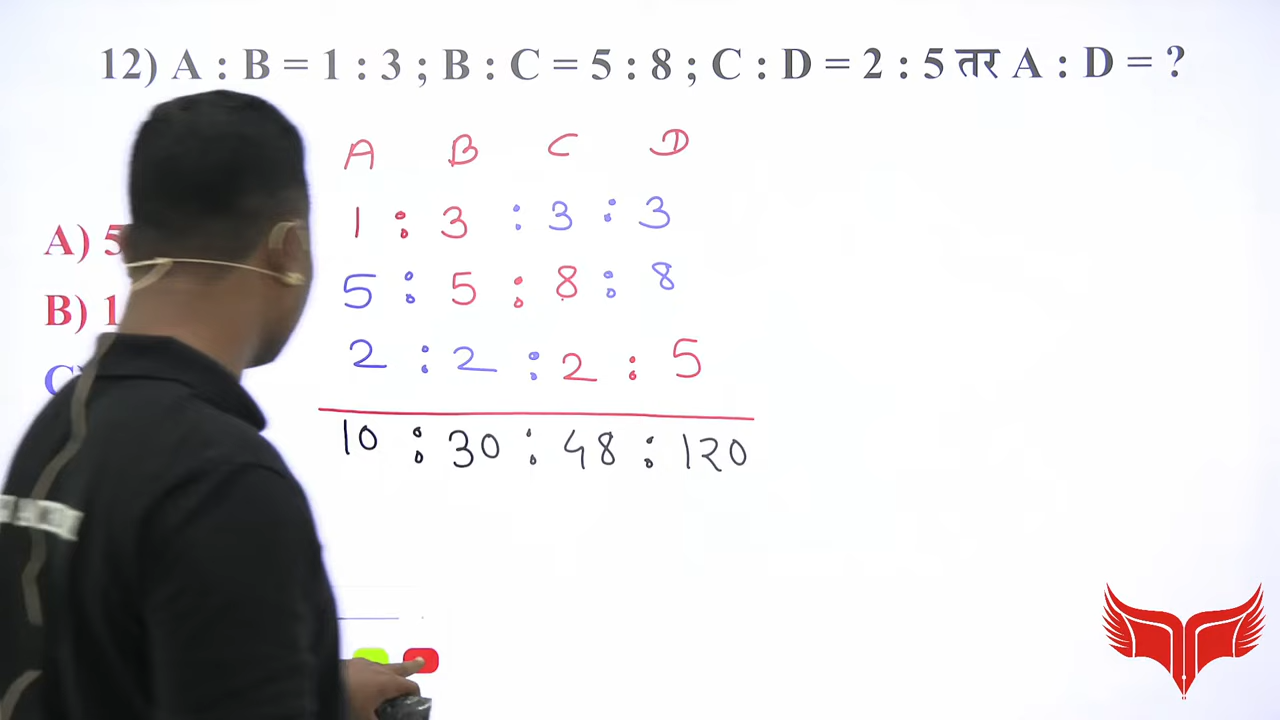 12) A : B = 1 : 3 ; B : C = 5 : 8 ; C : D = 2 : 5 तर A : D = ?
A B C D
1 : 3 : 3 : 3
A) 5
5 : 5 : 8 : 8
B) 1
2 : 2 : 2 : 5
C)
10 : 30 : 48 : 120